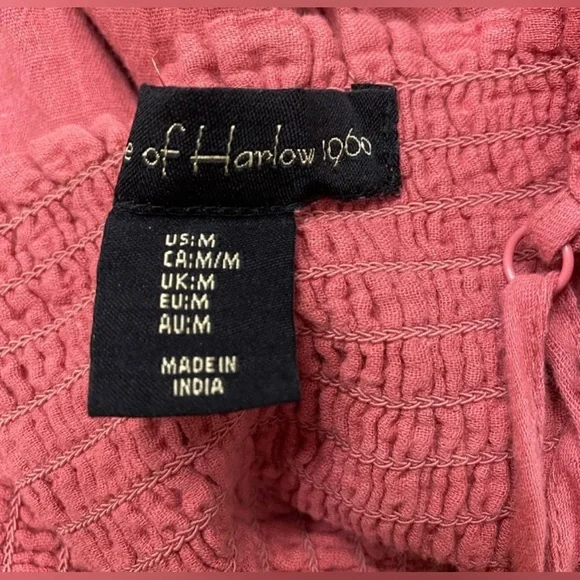 e of Harlow 1960
US:M
CA:M/M
UK:M
EU:M
AU:M
MADE IN
INDIA